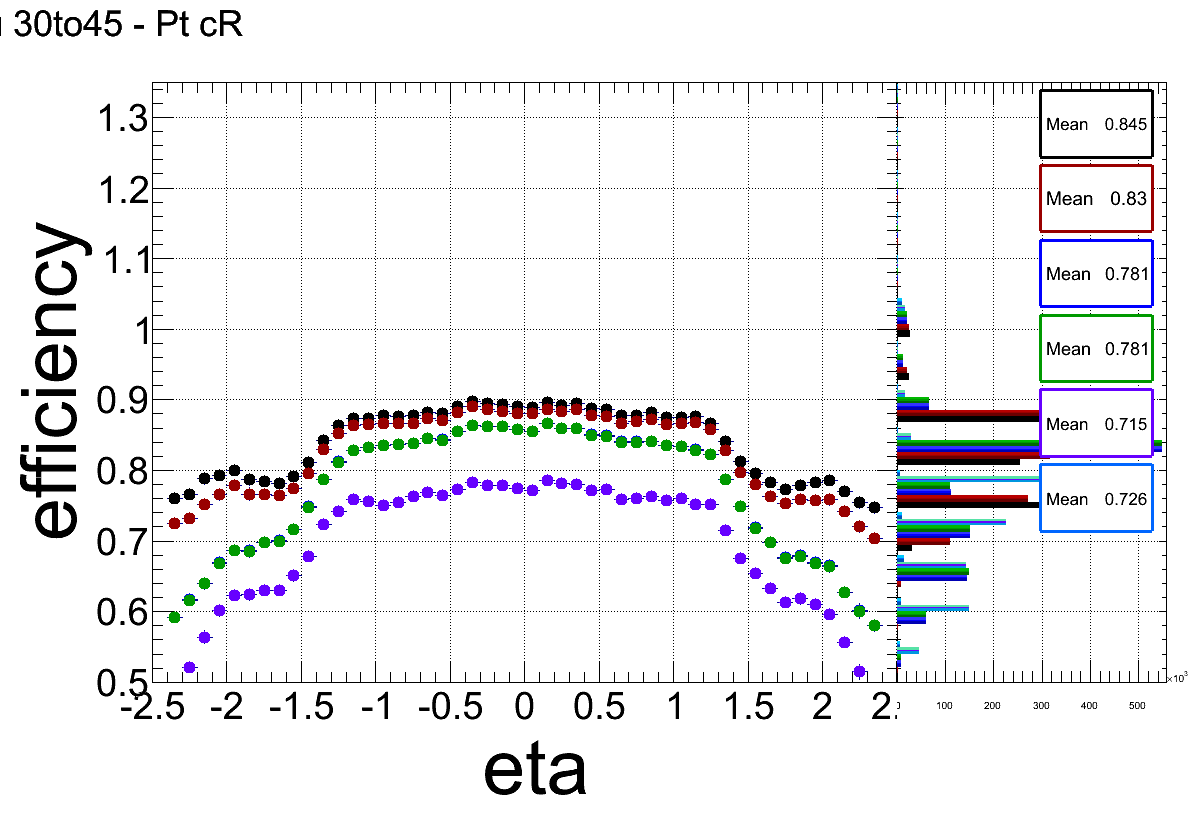 30to45 - Pt cR
efficiency
1.3
1.2
1.1
1
0.9
0.8
0.7
0.6
0.5
-2.5 -2 -1.5 -1 -0.5 0 0.5 1 1.5 2 2.
eta
Mean 0.845
Mean 0.83
Mean 0.781
Mean 0.781
Mean 0.715
Mean 0.726
100 200 300 400 500
×10³